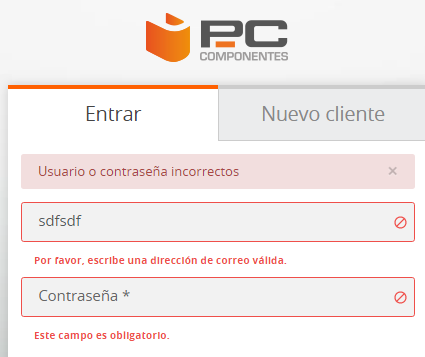 PC
COMPONENTES
Entrar
Nuevo cliente
Usuario o contraseña incorrectos
×
sdfsdf
Por favor, escribe una dirección de correo válida.
Contraseña *
Este campo es obligatorio.